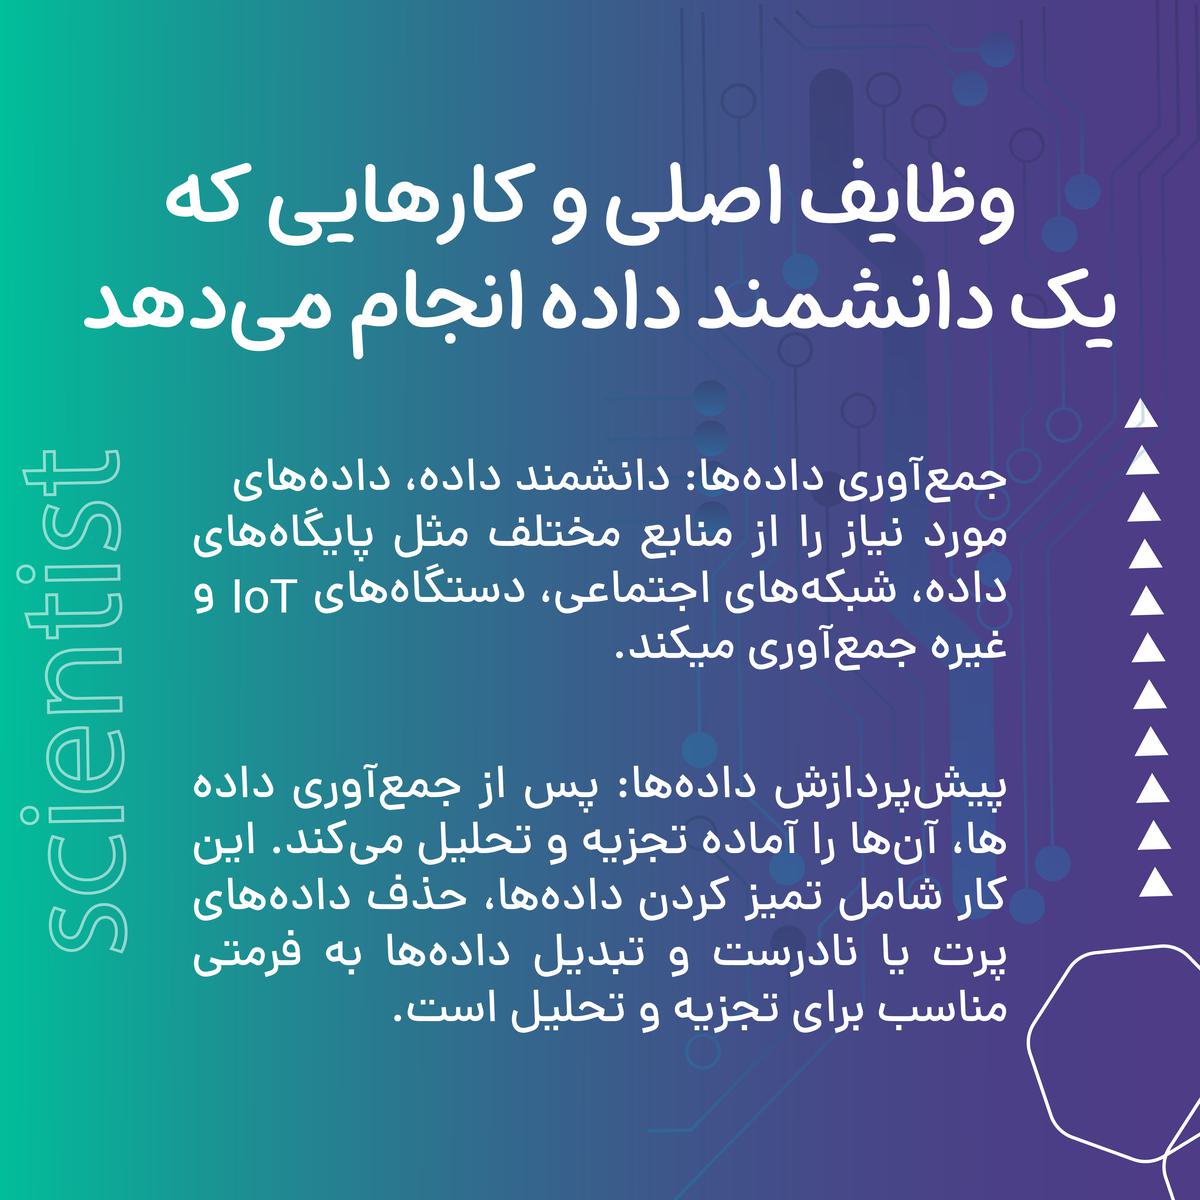 وظایف اصلی و کارهایی که
یک دانشمند داده انجام می‌دهد
جمع‌آوری داده‌ها: دانشمند داده، داده‌های
مورد نیاز را از منابع مختلف مثل پایگاه‌های
داده، شبکه‌های اجتماعی، دستگاه‌های IoT و
غیره جمع‌آوری میکند.
پیش‌پردازش داده‌ها: پس از جمع‌آوری داده
ها، آن‌ها را آماده تجزیه و تحلیل می‌کند. این
کار شامل تمیز کردن داده‌ها، حذف داده‌های
پرت یا نادرست و تبدیل داده‌ها به فرمتی
مناسب برای تجزیه و تحلیل است.
scientist